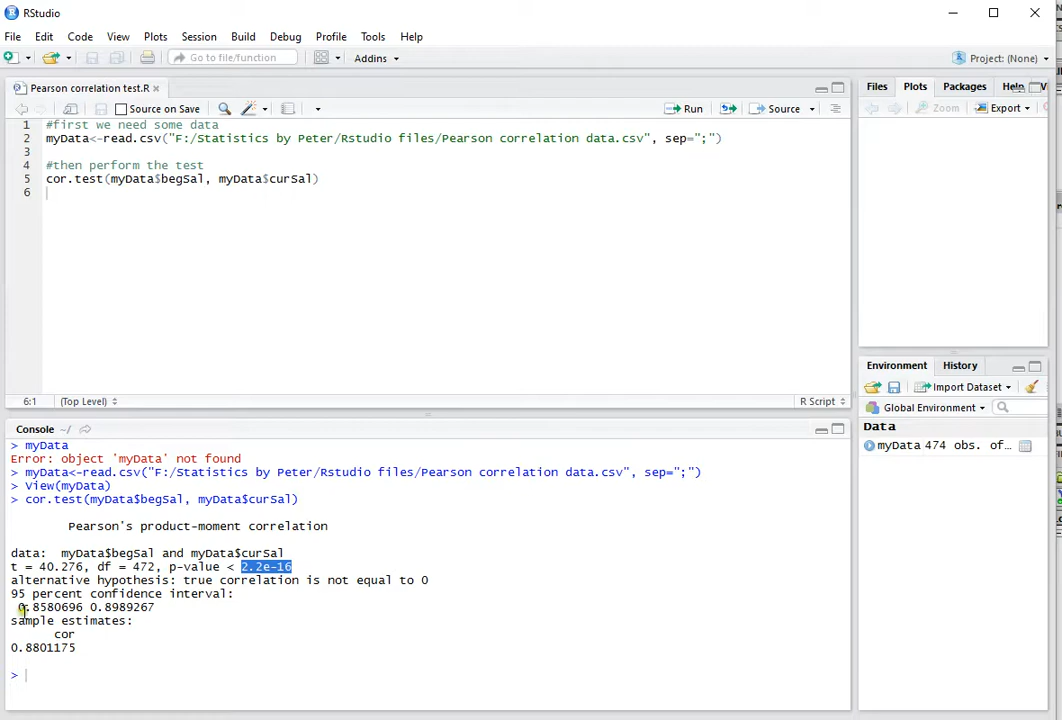 RStudio
File Edit Code View Plots Session Build Debug Profile Tools Help
Go to file/function Addins Project: (None)
Pearson correlation test.R
Source on Save Run Source
1 #first we need some data
2 myData<-read.csv("F:/Statistics by Peter/Rstudio files/Pearson correlation data.csv", sep=";")
3
4 #then perform the test
5 cor.test(myData$begSal, myData$curSal)
6
6:1 (Top Level) R Script
Console ~/
> myData
Error: object 'myData' not found
> myData<-read.csv("F:/Statistics by Peter/Rstudio files/Pearson correlation data.csv", sep=";")
> View(myData)
> cor.test(myData$begSal, myData$curSal)
Pearson's product-moment correlation
data: myData$begSal and myData$curSal
t = 40.276, df = 472, p-value < 2.2e-16
alternative hypothesis: true correlation is not equal to 0
95 percent confidence interval:
0.8580696 0.8989267
sample estimates:
cor
0.8801175
>
Files Plots Packages Help
Zoom Export
Environment History
Import Dataset
Global Environment
Data
myData 474 obs. of...